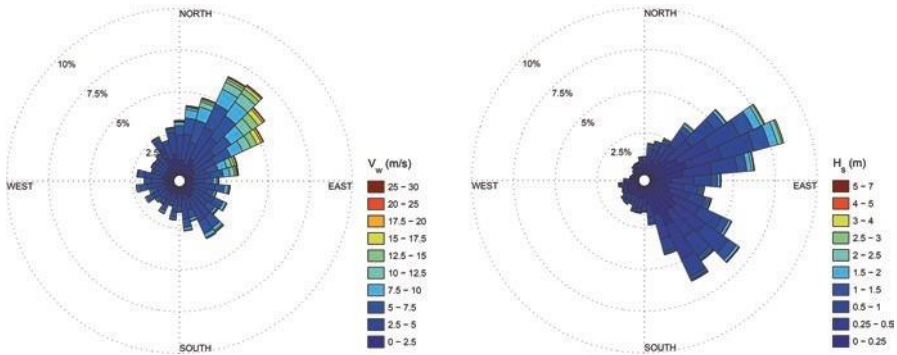 NORTH
10%
7.5%
5%
2.5%
WEST
EAST
SOUTH
V_w (m/s)
25 – 30
20 – 25
17.5 – 20
15 – 17.5
12.5 – 15
10 – 12.5
7.5 – 10
5 – 7.5
2.5 – 5
0 – 2.5
NORTH
10%
7.5%
5%
2.5%
WEST
EAST
SOUTH
H_s (m)
5 – 7
4 – 5
3 – 4
2.5 – 3
2 – 2.5
1.5 – 2
1 – 1.5
0.5 – 1
0.25 – 0.5
0 – 0.25